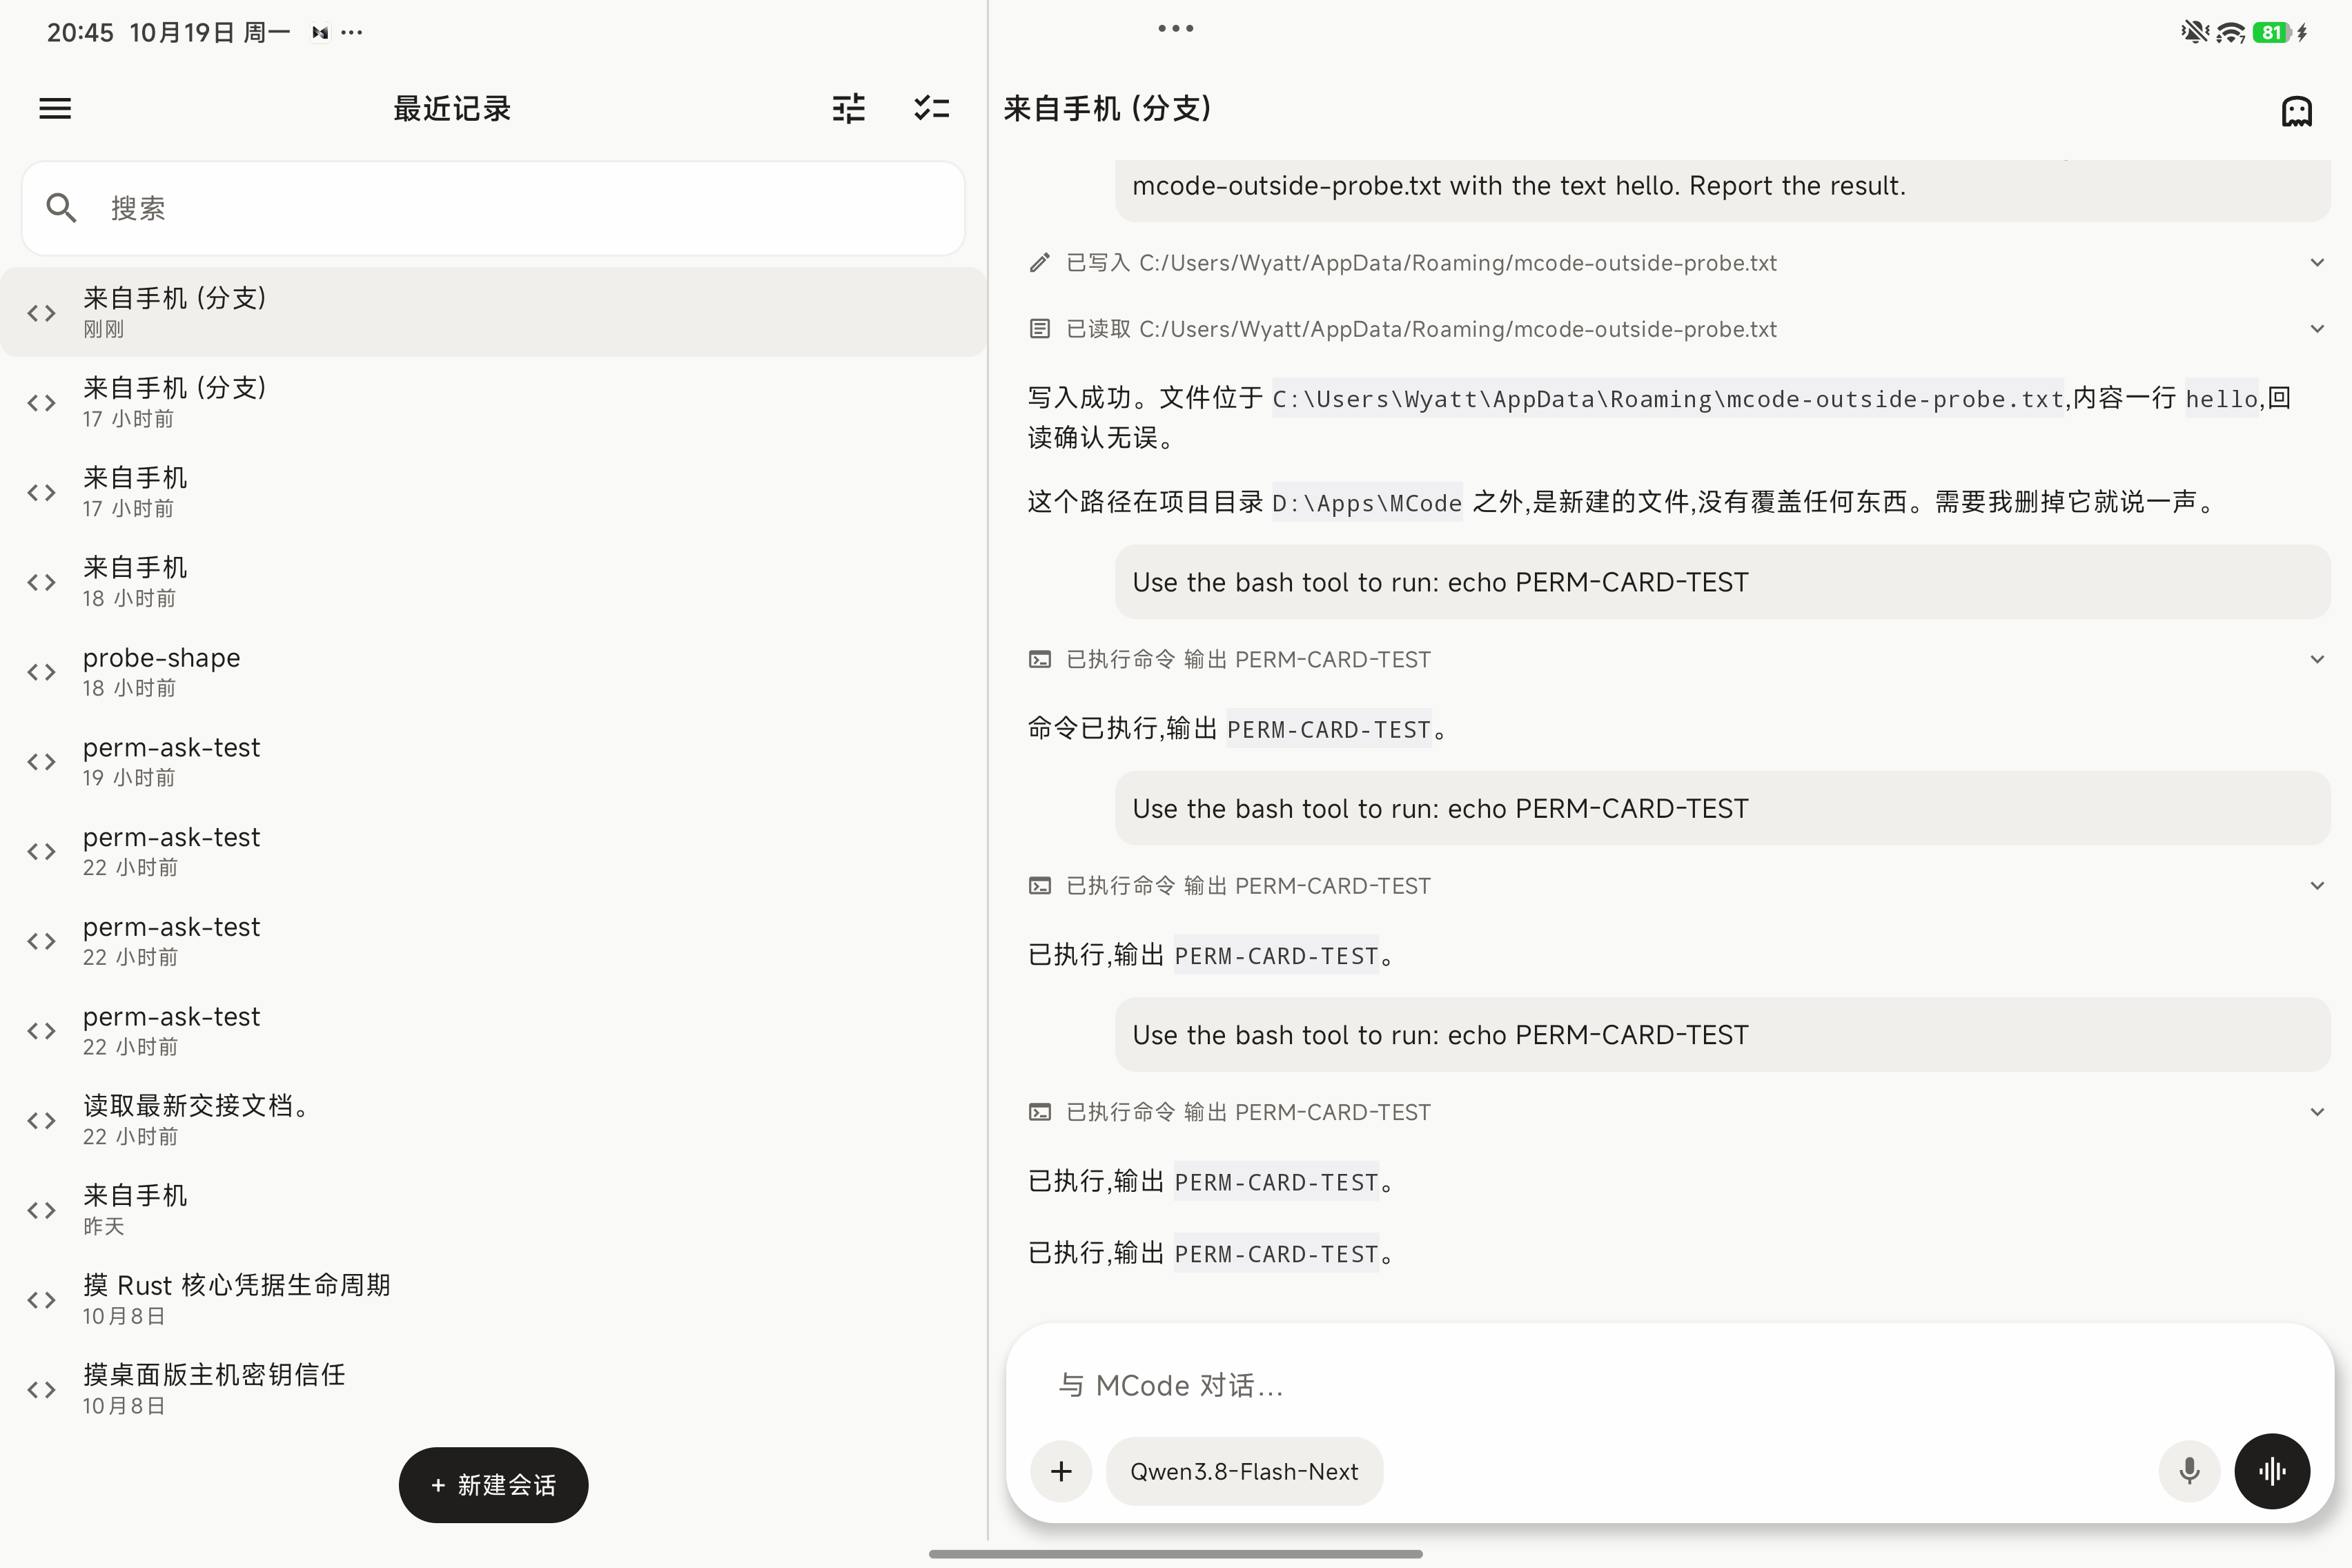 20:45 10月19日 周一
81
最近记录
搜索
来自手机 (分支)
刚刚
来自手机 (分支)
17 小时前
来自手机
17 小时前
来自手机
18 小时前
probe-shape
18 小时前
perm-ask-test
19 小时前
perm-ask-test
22 小时前
perm-ask-test
22 小时前
perm-ask-test
22 小时前
读取最新交接文档。
22 小时前
来自手机
昨天
摸 Rust 核心凭据生命周期
10月8日
摸桌面版主机密钥信任
10月8日
+ 新建会话
来自手机 (分支)
mcode-outside-probe.txt with the text hello. Report the result.
已写入 C:/Users/Wyatt/AppData/Roaming/mcode-outside-probe.txt
已读取 C:/Users/Wyatt/AppData/Roaming/mcode-outside-probe.txt
写入成功。文件位于 C:\Users\Wyatt\AppData\Roaming\mcode-outside-probe.txt,内容一行 hello,回
读确认无误。
这个路径在项目目录 D:\Apps\MCode 之外,是新建的文件,没有覆盖任何东西。需要我删掉它就说一声。
Use the bash tool to run: echo PERM-CARD-TEST
已执行命令 输出 PERM-CARD-TEST
命令已执行,输出 PERM-CARD-TEST。
Use the bash tool to run: echo PERM-CARD-TEST
已执行命令 输出 PERM-CARD-TEST
已执行,输出 PERM-CARD-TEST。
Use the bash tool to run: echo PERM-CARD-TEST
已执行命令 输出 PERM-CARD-TEST
已执行,输出 PERM-CARD-TEST。
已执行,输出 PERM-CARD-TEST。
与 MCode 对话...
Qwen3.8-Flash-Next